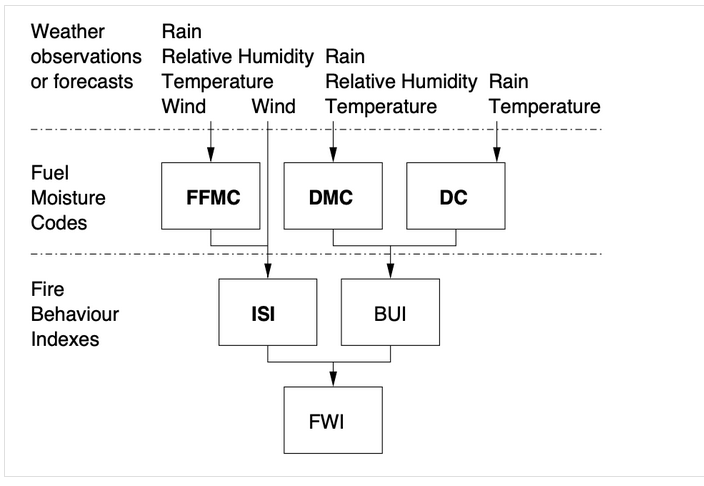 Weather
observations
or forecasts
Rain
Relative Humidity
Temperature
Wind
Wind
Rain
Relative Humidity
Temperature
Rain
Temperature
Fuel
Moisture
Codes
FFMC
DMC
DC
Fire
Behaviour
Indexes
ISI
BUI
FWI